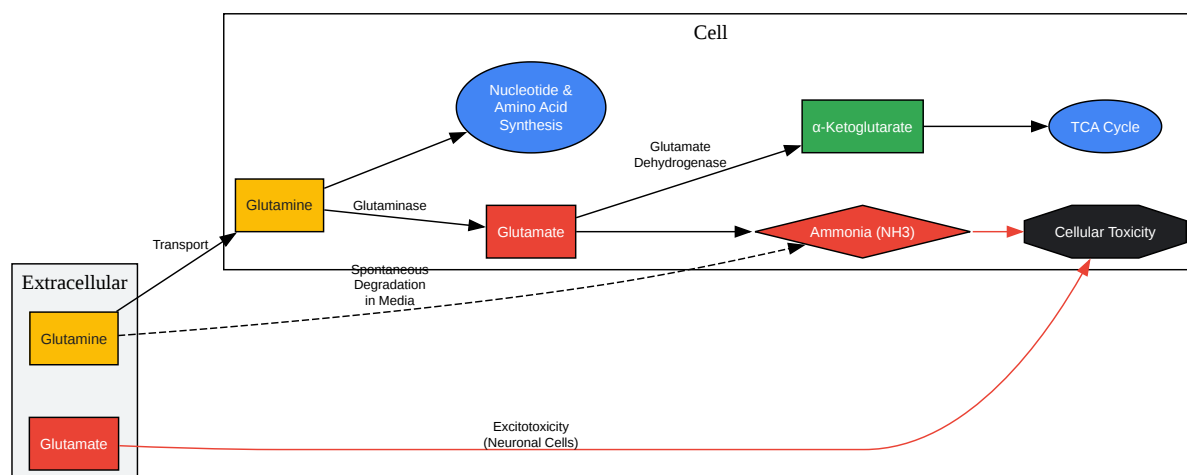 Cell
Nucleotide &
Amino Acid
Synthesis
α-Ketoglutarate
TCA Cycle
Glutamate
Dehydrogenase
Glutamine
Glutaminase
Glutamate
Ammonia (NH3)
Cellular Toxicity
Transport
Spontaneous
Degradation
in Media
Extracellular
Glutamine
Glutamate
Excitotoxicity
(Neuronal Cells)